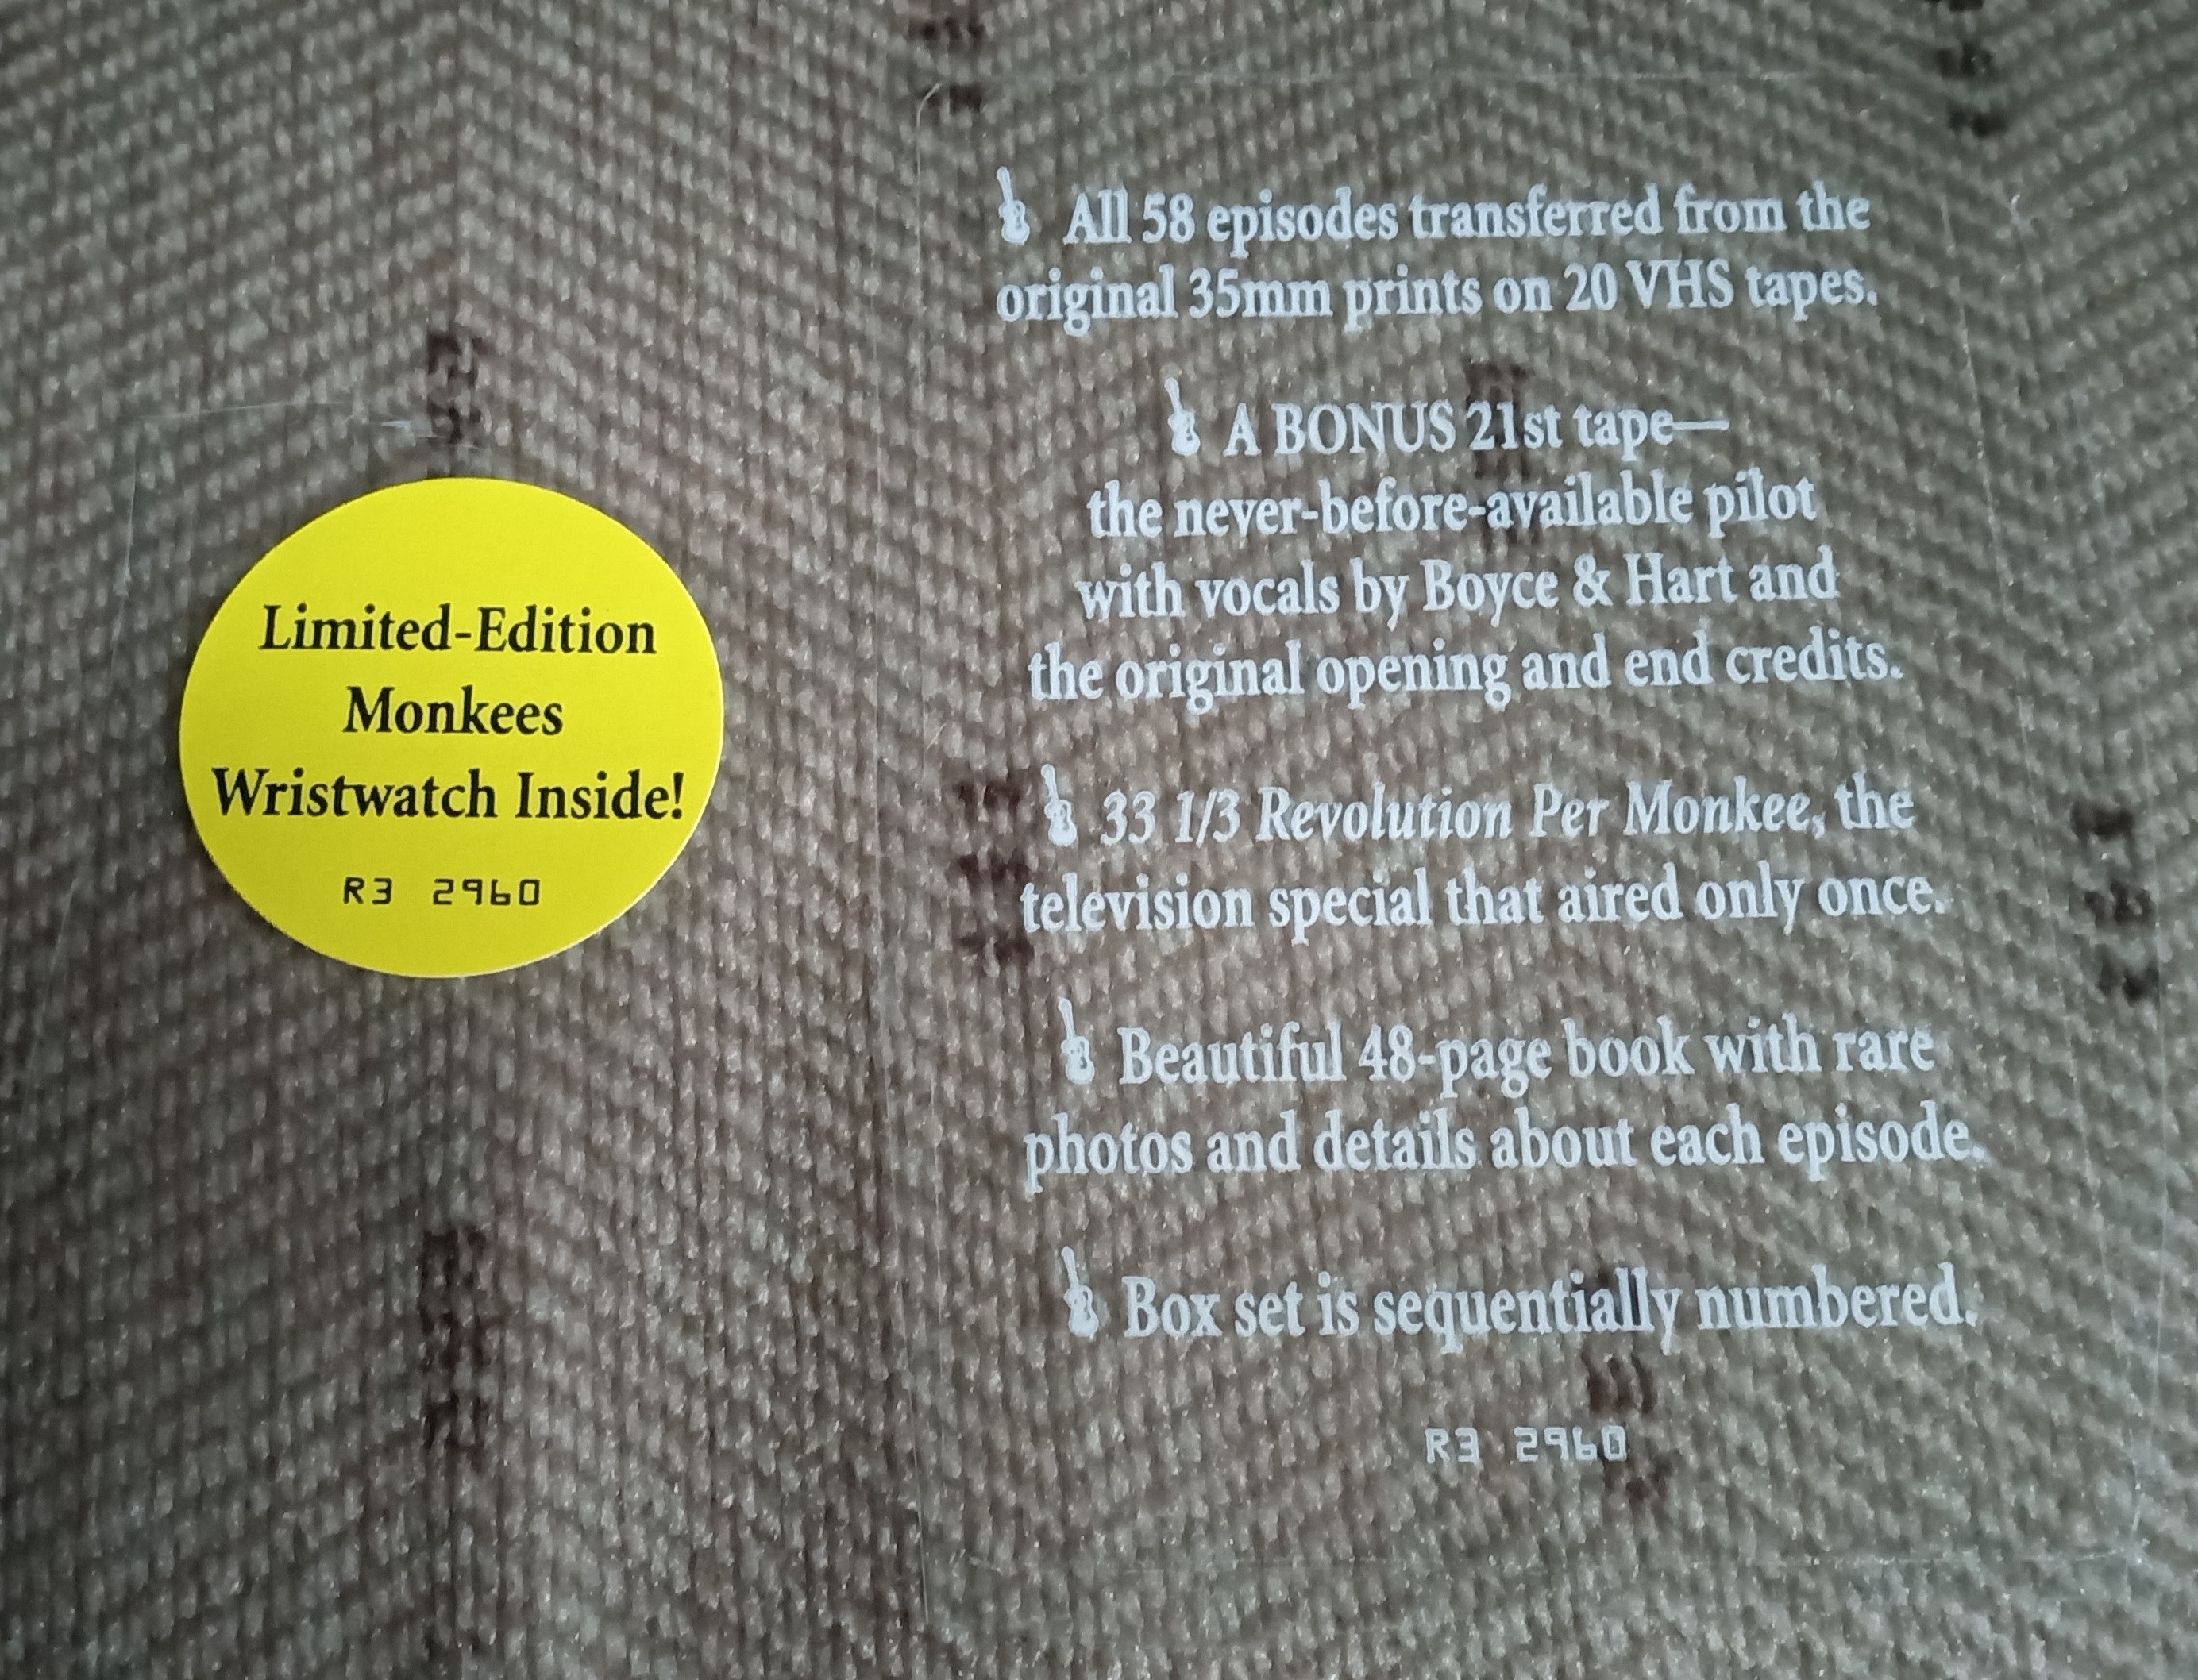 Limited-Edition
Monkees
Wristwatch Inside!
R3 2960
All 58 episodes transferred from the
original 35mm prints on 20 VHS tapes.
A BONUS 21st tape—
the never-before-available pilot
with vocals by Boyce & Hart and
the original opening and end credits.
33 1/3 Revolution Per Monkee, the
television special that aired only once.
Beautiful 48-page book with rare
photos and details about each episode.
Box set is sequentially numbered.
R3 2960